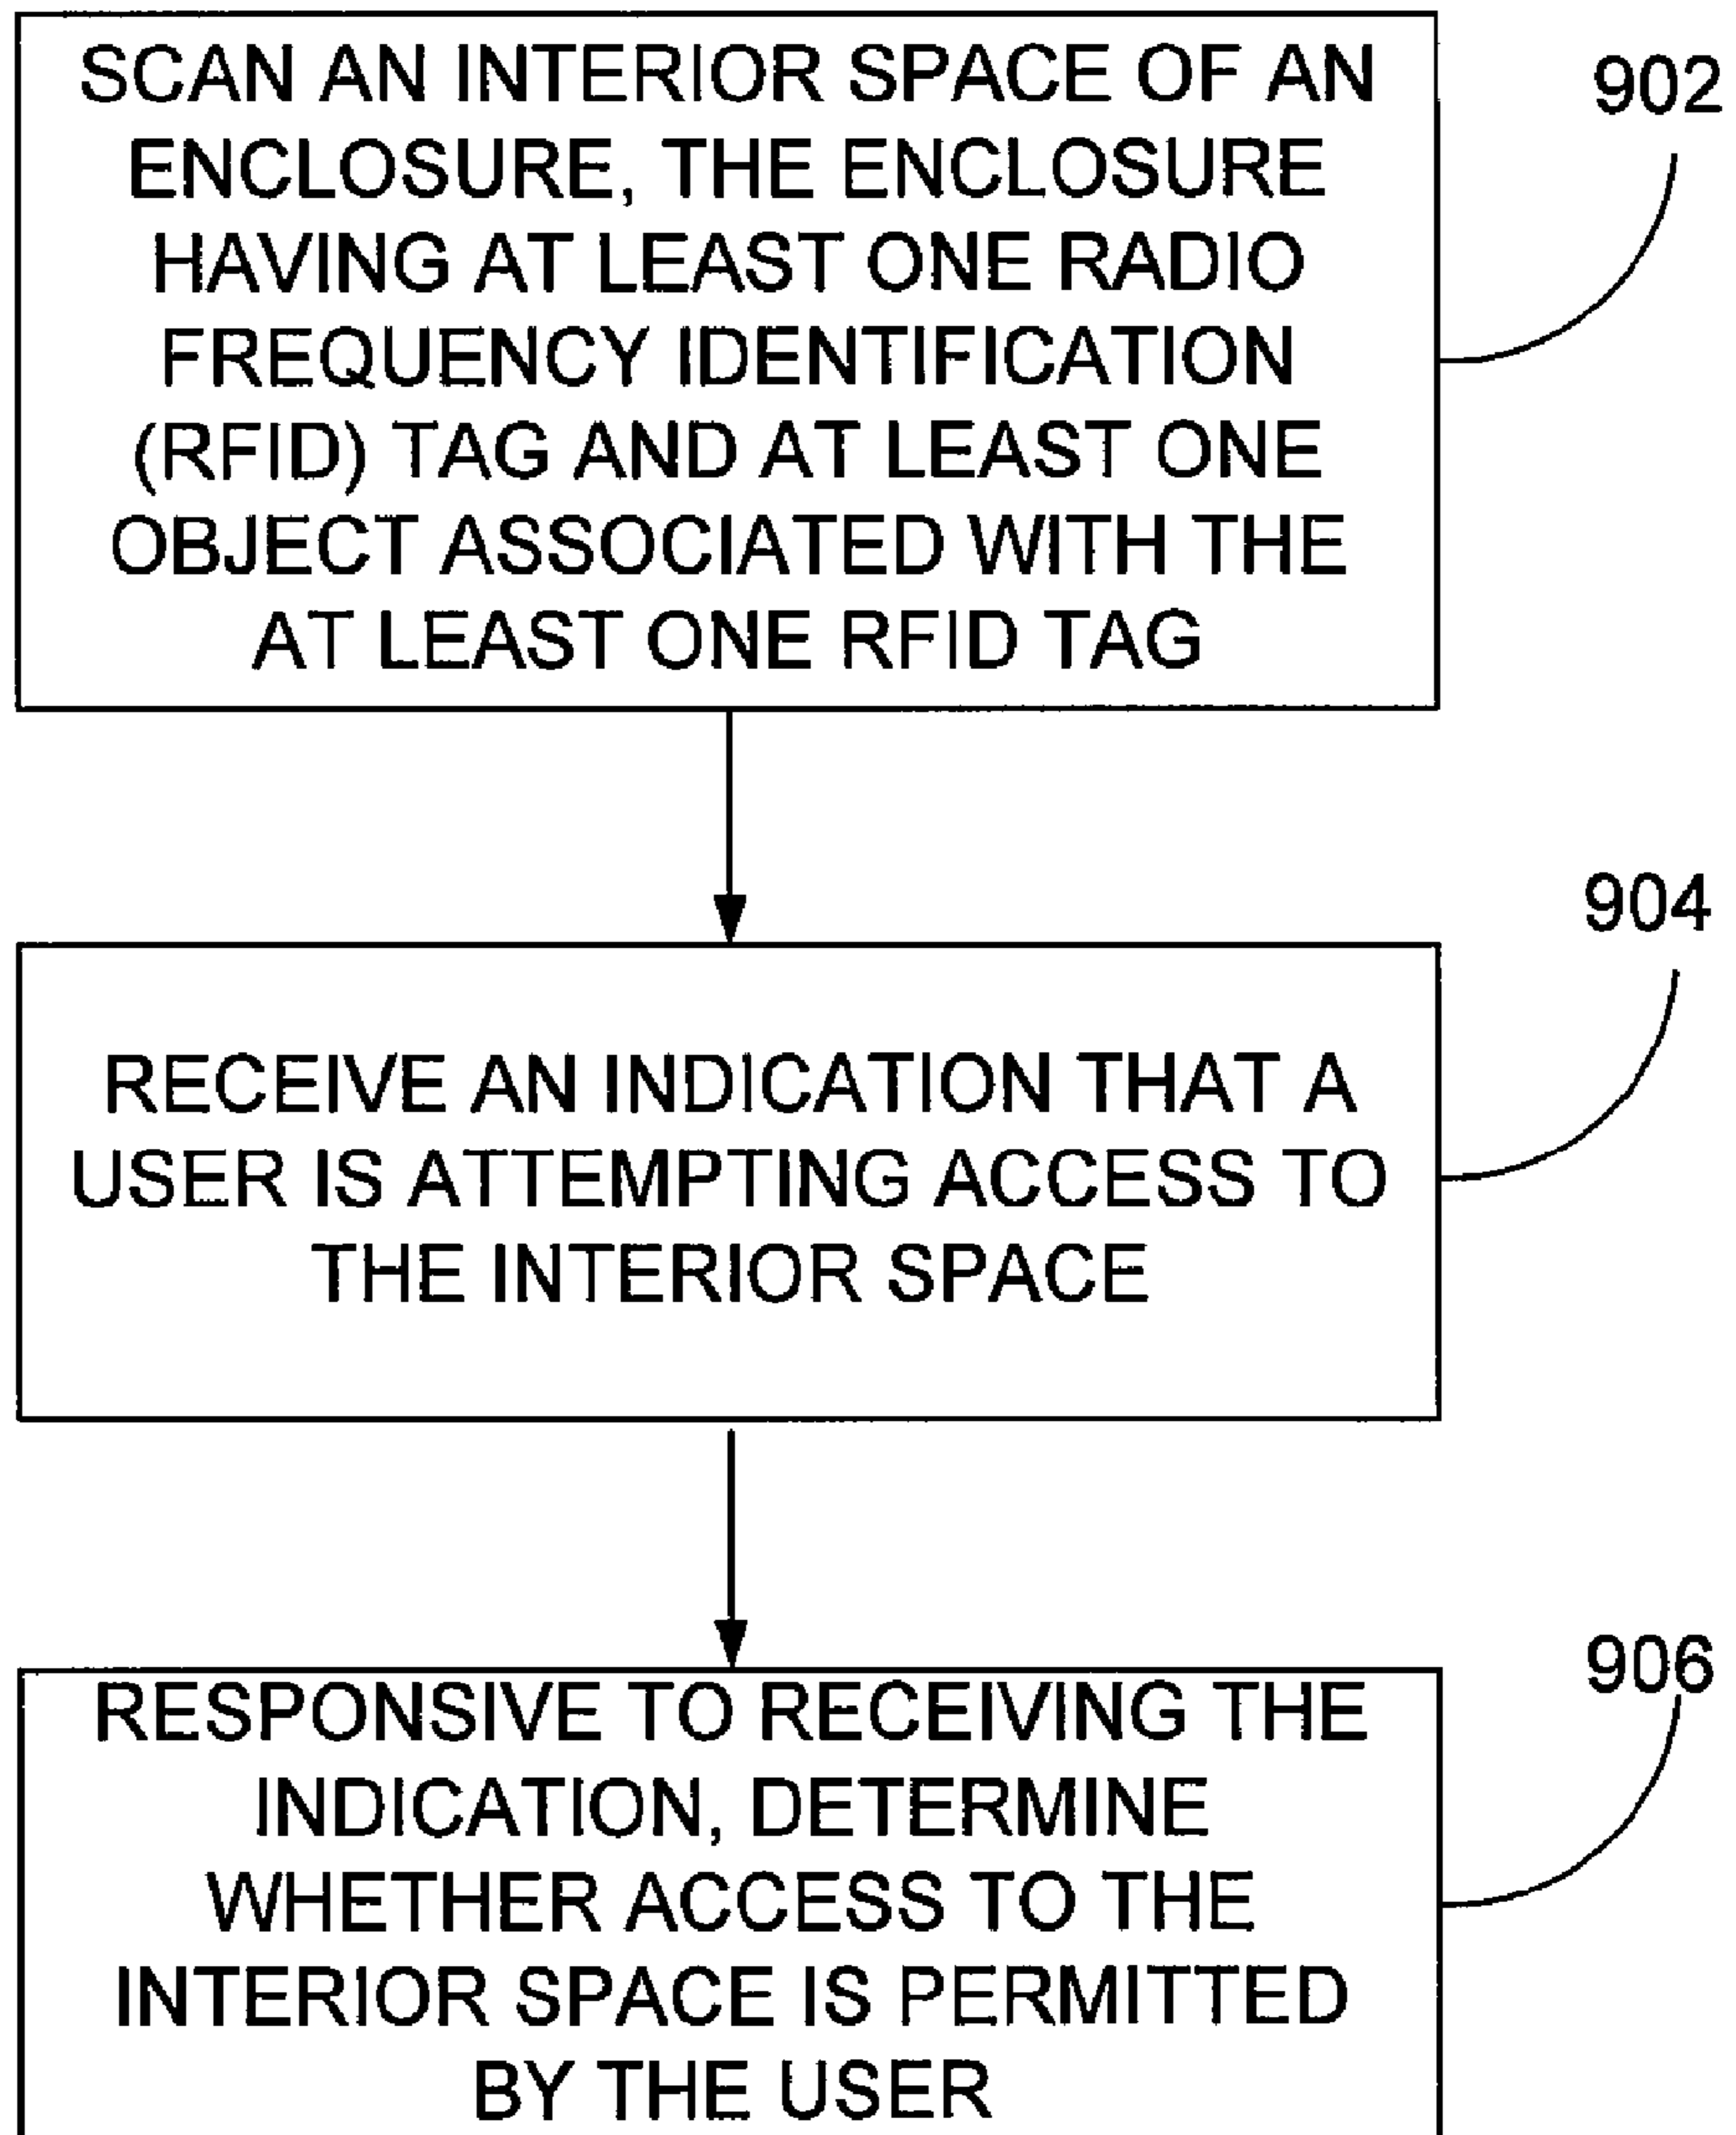 SCAN AN INTERIOR SPACE OF AN
ENCLOSURE, THE ENCLOSURE
HAVING AT LEAST ONE RADIO
FREQUENCY IDENTIFICATION
(RFID) TAG AND AT LEAST ONE
OBJECT ASSOCIATED WITH THE
AT LEAST ONE RFID TAG
902
RECEIVE AN INDICATION THAT A
USER IS ATTEMPTING ACCESS TO
THE INTERIOR SPACE
904
RESPONSIVE TO RECEIVING THE
INDICATION, DETERMINE
WHETHER ACCESS TO THE
INTERIOR SPACE IS PERMITTED
BY THE USER
906